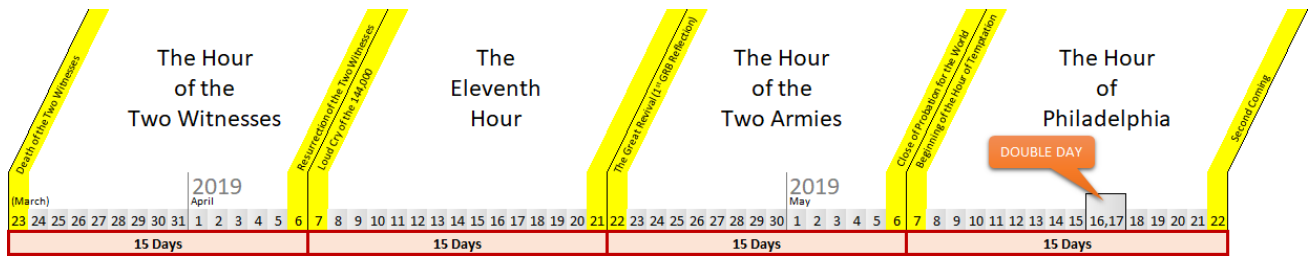 Death of the Two Witnesses
The Hour
of the
Two Witnesses
Resurrection of the Two Witnesses
Loud Cry of the 144,000
The
Eleventh
Hour
The Great Revival (1st GRB Reflection)
The Hour
of the
Two Armies
Close of Probation for the World
Beginning of the Hour of Temptation
The Hour
of
Philadelphia
Second Coming
DOUBLE DAY
2019
2019
(March)
April
May
23 24 25 26 27 28 29 30 31 1 2 3 4 5 6 7 8 9 10 11 12 13 14 15 16 17 18 19 20 21 22 23 24 25 26 27 28 29 30 1 2 3 4 5 6 7 8 9 10 11 12 13 14 15 16,17 18 19 20 21 22
15 Days
15 Days
15 Days
15 Days